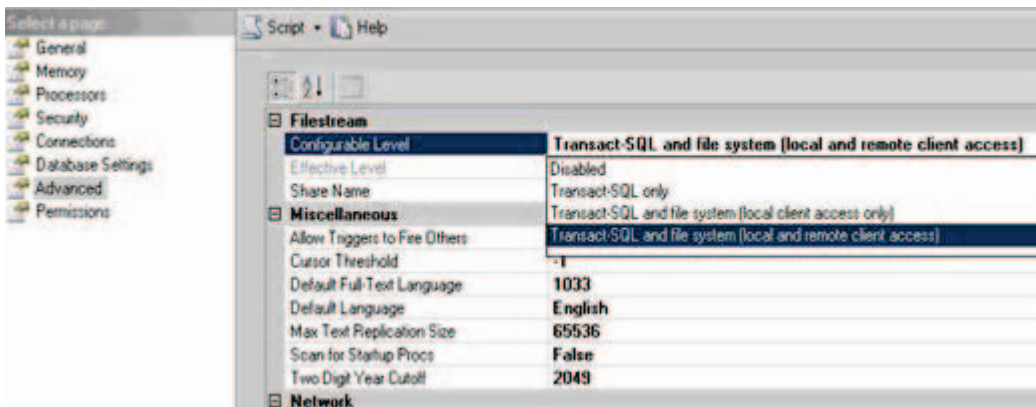 Select a page
General
Memory
Processors
Security
Connections
Database Settings
Advanced
Permissions
Script Help
Filestream
Configurable Level Transact-SQL and file system (local and remote client access)
Effective Level Disabled
Share Name Transact-SQL only
Transact-SQL and file system (local client access only)
Miscellaneous
Allow Triggers to Fire Others Transact-SQL and file system (local and remote client access)
Cursor Threshold -1
Default Full-Text Language 1033
Default Language English
Max Text Replication Size 65536
Scan for Startup Procs False
Two Digit Year Cutoff 2049
Network